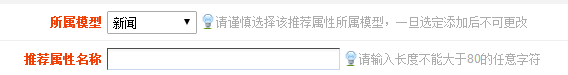 所属模型 新闻 请谨慎选择该推荐属性所属模型，一旦选定添加后不可更改
推荐属性名称 请输入长度不能大于80的任意字符